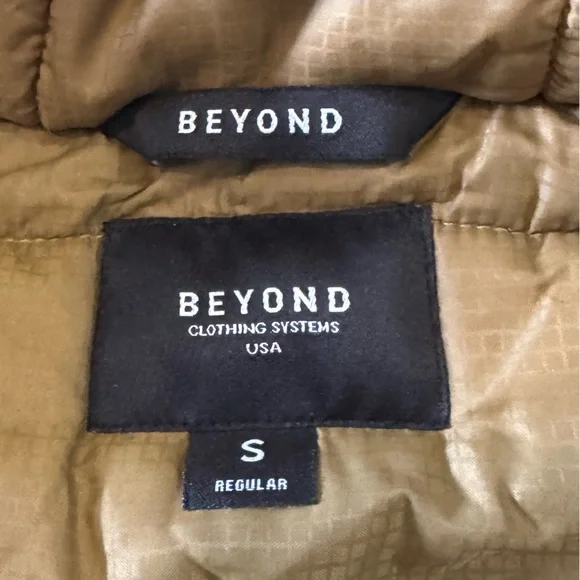 BEYOND
BEYOND
CLOTHING SYSTEMS
USA
S
REGULAR